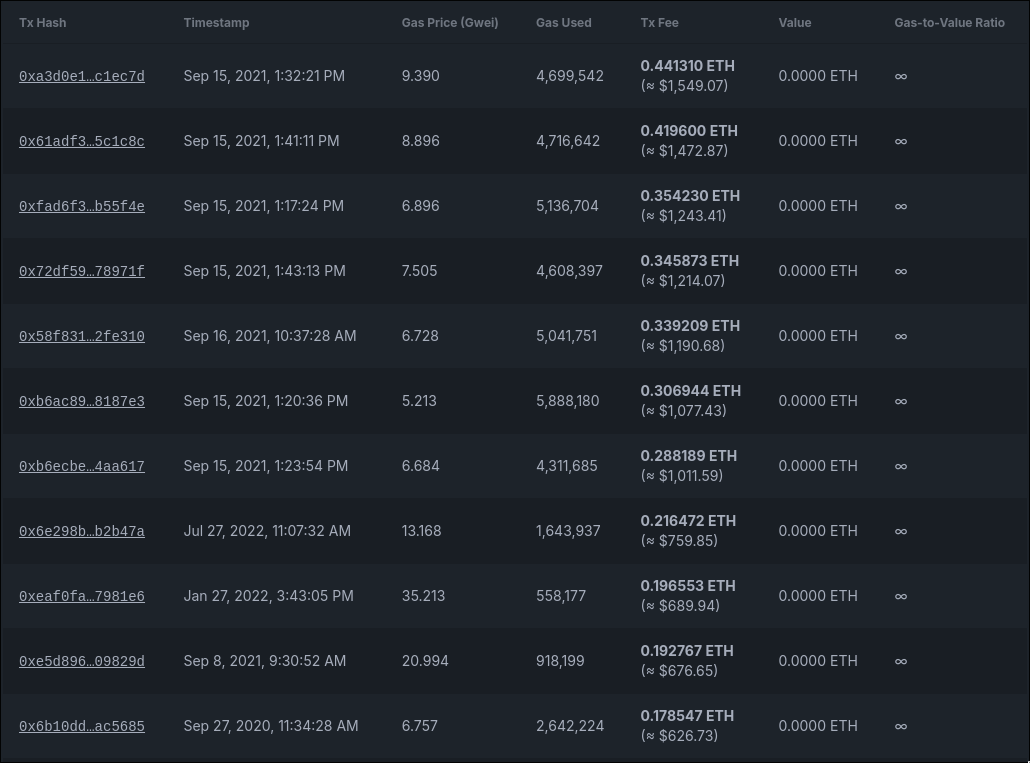 Tx Hash Timestamp Gas Price (Gwei) Gas Used Tx Fee Value Gas-to-Value Ratio
0xa3d0e1…c1ec7d Sep 15, 2021, 1:32:21 PM 9.390 4,699,542 0.441310 ETH 0.0000 ETH ∞
(≈ $1,549.07)
0x61adf3…5c1c8c Sep 15, 2021, 1:41:11 PM 8.896 4,716,642 0.419600 ETH 0.0000 ETH ∞
(≈ $1,472.87)
0xfad6f3…b55f4e Sep 15, 2021, 1:17:24 PM 6.896 5,136,704 0.354230 ETH 0.0000 ETH ∞
(≈ $1,243.41)
0x72df59…78971f Sep 15, 2021, 1:43:13 PM 7.505 4,608,397 0.345873 ETH 0.0000 ETH ∞
(≈ $1,214.07)
0x58f831…2fe310 Sep 16, 2021, 10:37:28 AM 6.728 5,041,751 0.339209 ETH 0.0000 ETH ∞
(≈ $1,190.68)
0xb6ac89…8187e3 Sep 15, 2021, 1:20:36 PM 5.213 5,888,180 0.306944 ETH 0.0000 ETH ∞
(≈ $1,077.43)
0xb6ecbe…4aa617 Sep 15, 2021, 1:23:54 PM 6.684 4,311,685 0.288189 ETH 0.0000 ETH ∞
(≈ $1,011.59)
0x6e298b…b2b47a Jul 27, 2022, 11:07:32 AM 13.168 1,643,937 0.216472 ETH 0.0000 ETH ∞
(≈ $759.85)
0xeaf0fa…7981e6 Jan 27, 2022, 3:43:05 PM 35.213 558,177 0.196553 ETH 0.0000 ETH ∞
(≈ $689.94)
0xe5d896…09829d Sep 8, 2021, 9:30:52 AM 20.994 918,199 0.192767 ETH 0.0000 ETH ∞
(≈ $676.65)
0x6b10dd…ac5685 Sep 27, 2020, 11:34:28 AM 6.757 2,642,224 0.178547 ETH 0.0000 ETH ∞
(≈ $626.73)